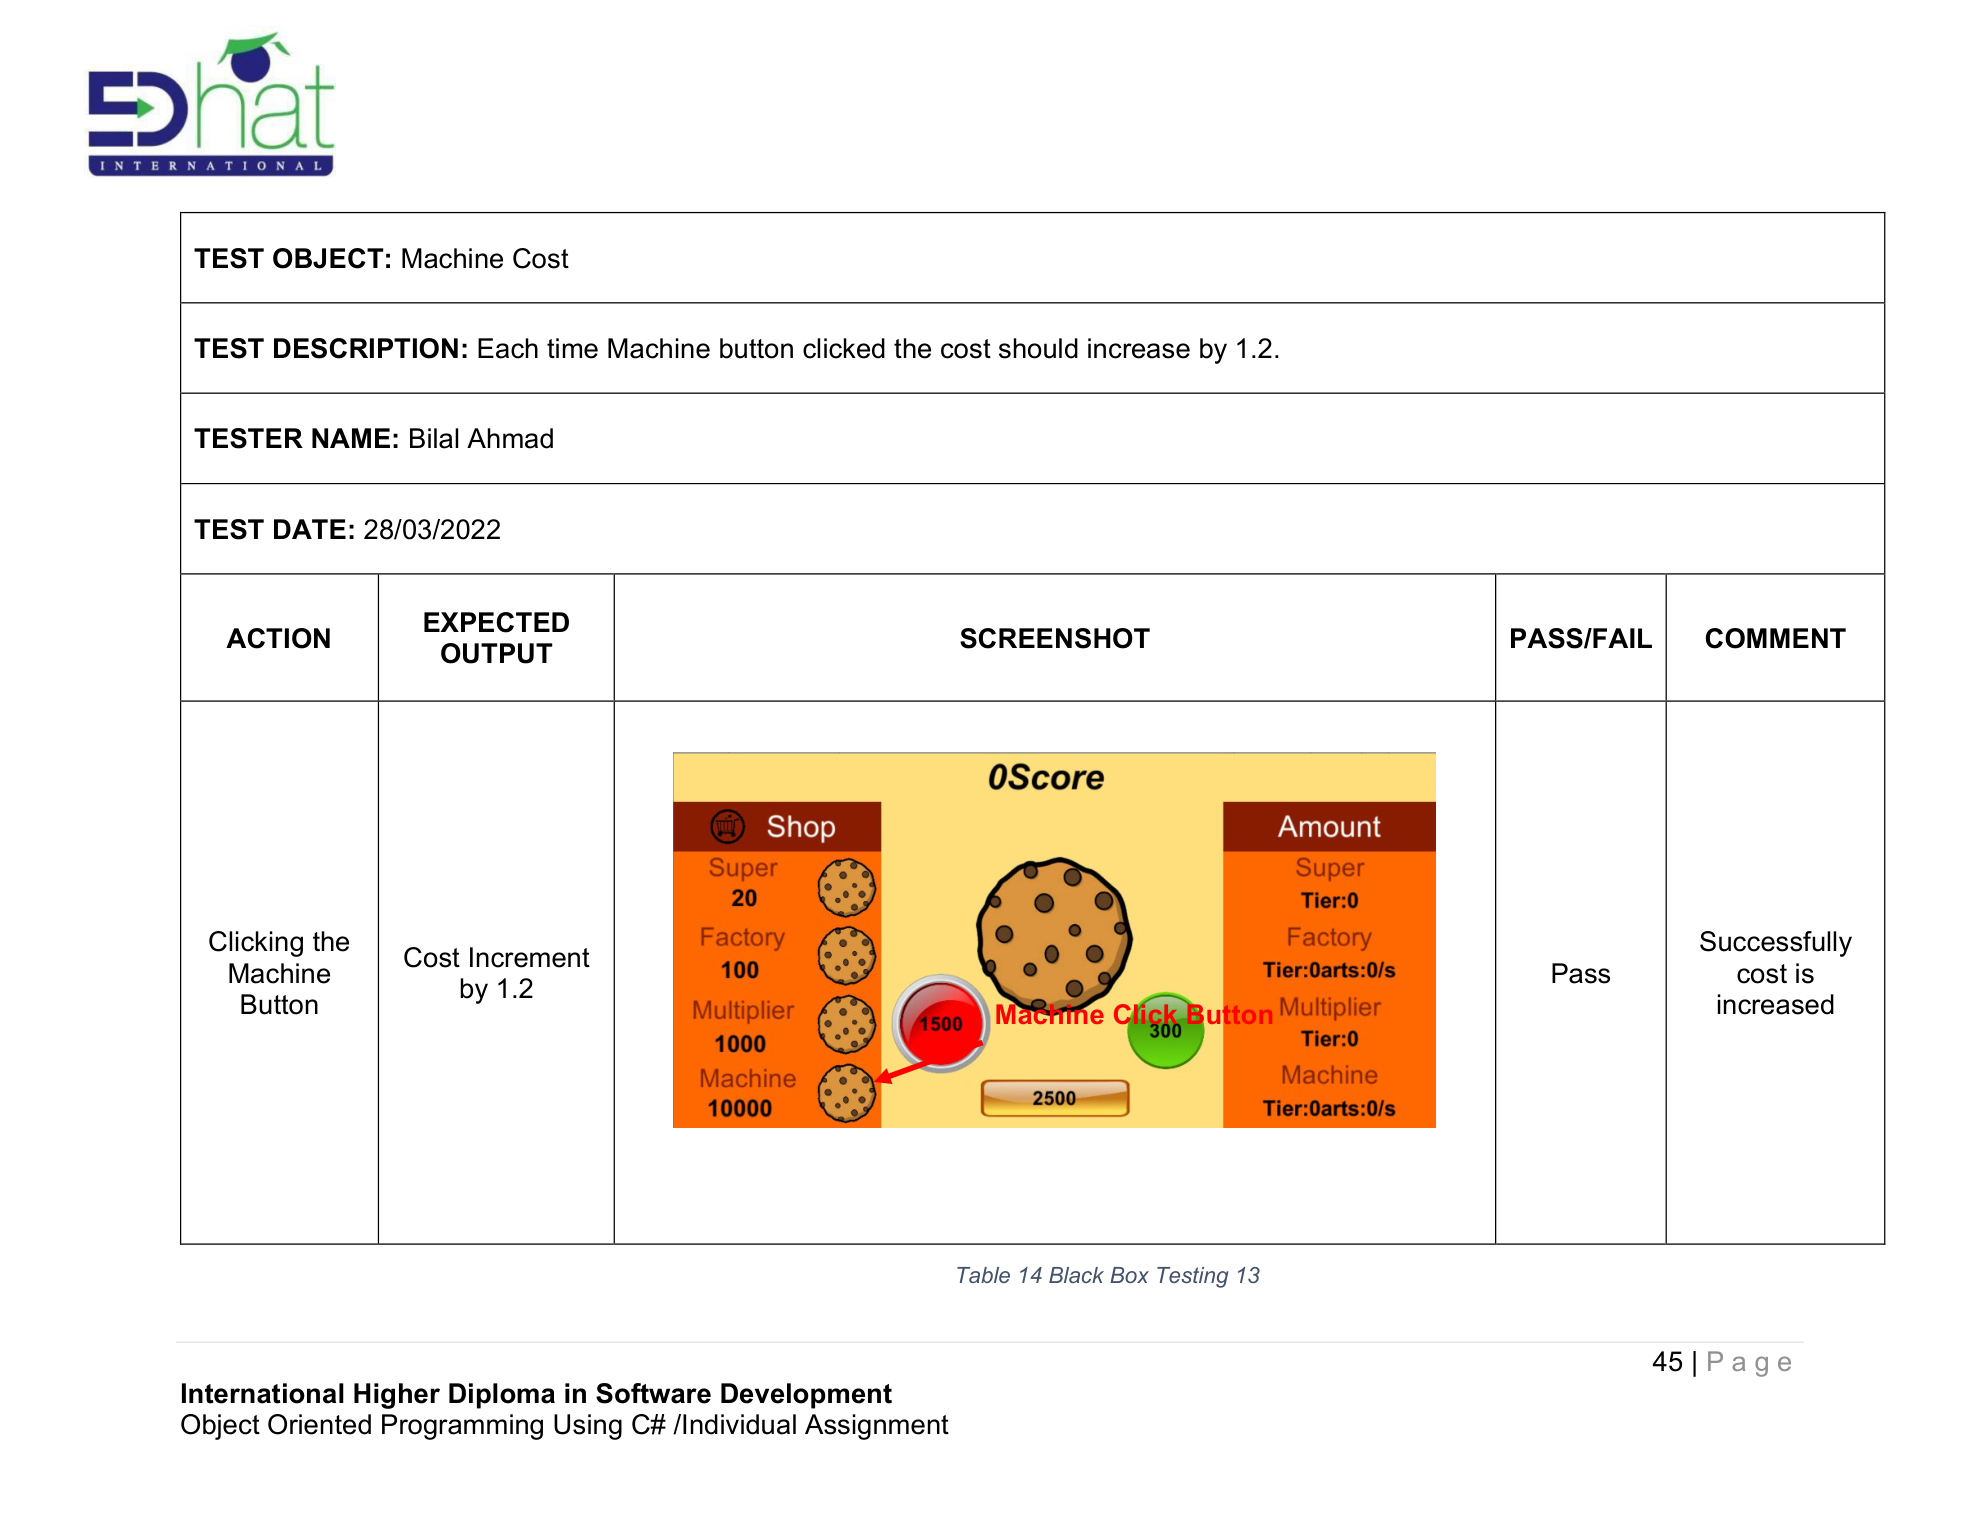 EDhat
INTERNATIONAL
TEST OBJECT: Machine Cost
TEST DESCRIPTION: Each time Machine button clicked the cost should increase by 1.2.
TESTER NAME: Bilal Ahmad
TEST DATE: 28/03/2022
ACTION
EXPECTED
OUTPUT
SCREENSHOT
PASS/FAIL
COMMENT
Clicking the
Machine
Button
Cost Increment
by 1.2
0Score
Shop
Super
20
Factory
100
Multiplier
1000
Machine
10000
1500
Machine Click Button
300
2500
Amount
Super
Tier:0
Factory
Tier:0arts:0/s
Multiplier
Tier:0
Machine
Tier:0arts:0/s
Pass
Successfully
cost is
increased
Table 14 Black Box Testing 13
45 | Page
International Higher Diploma in Software Development
Object Oriented Programming Using C# /Individual Assignment